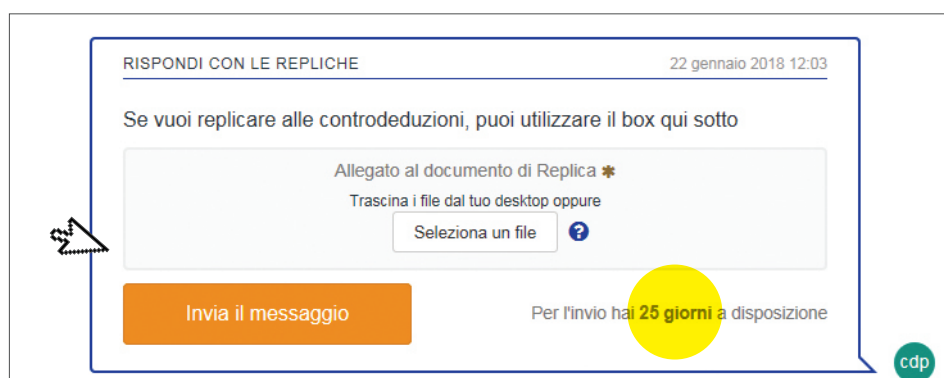 RISPONDI CON LE REPLICHE 22 gennaio 2018 12:03
Se vuoi replicare alle controdeduzioni, puoi utilizzare il box qui sotto
Allegato al documento di Replica ✱
Trascina i file dal tuo desktop oppure
Seleziona un file ?
Invia il messaggio Per l'invio hai 25 giorni a disposizione
cdp